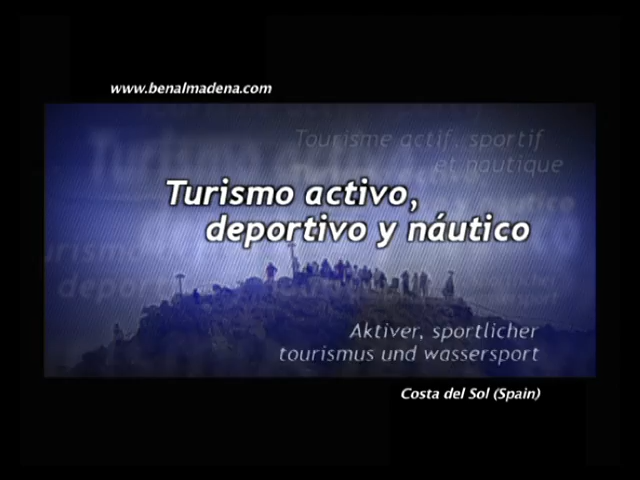 www.benalmadena.com
Tourisme actif, sportif
et nautique
Turismo activo,
deportivo y náutico
Aktiver, sportlicher
tourismus und wassersport
Costa del Sol (Spain)